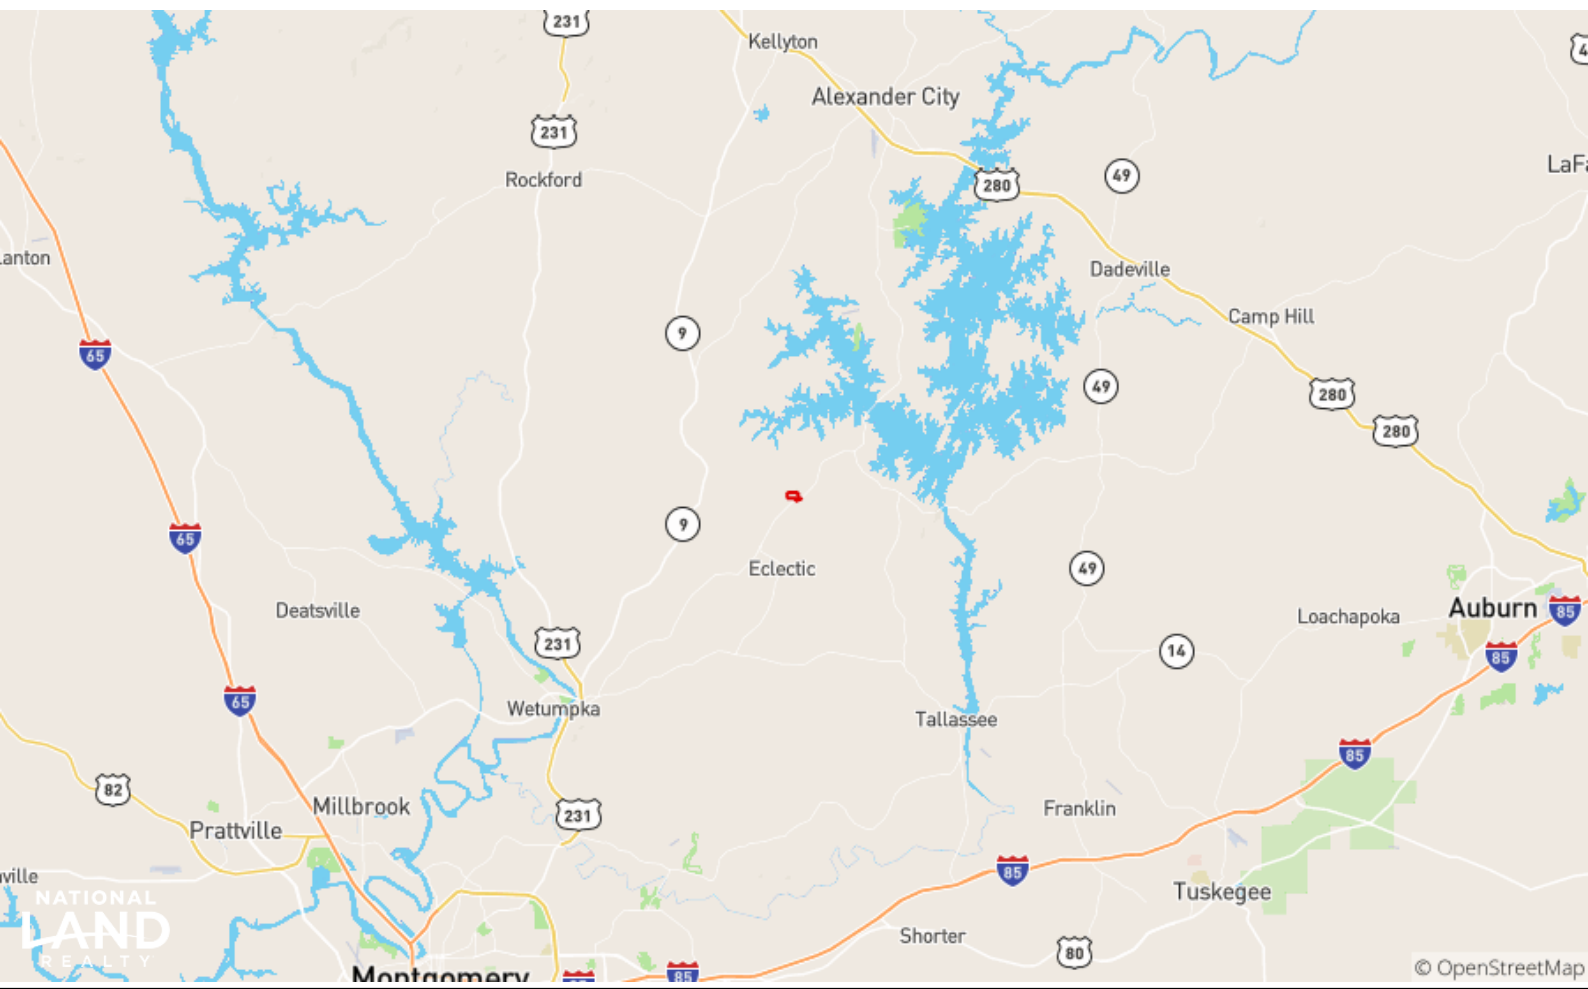 231
Kellyton
4
Alexander City
231
LaFa
Rockford
49
280
anton
Dadeville
Camp Hill
9
65
49
280
280
9
65
Eclectic
49
Deatsville
Auburn
85
Loachapoka
231
14
85
65
Wetumpka
Tallassee
85
82
Millbrook
Franklin
231
Prattville
85
ville
Tuskegee
NATIONAL
LAND
REALTY
Shorter
80
Montgomery
85
© OpenStreetMap